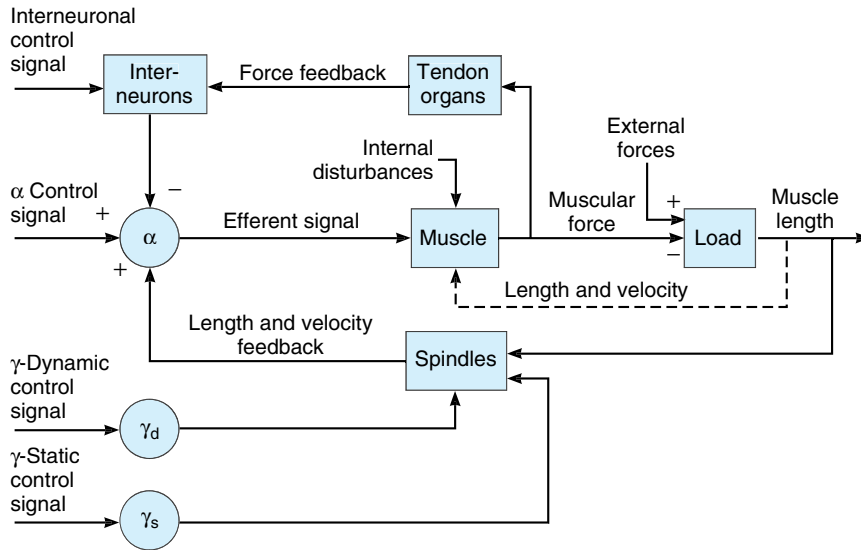 Interneuronal
control
signal
Inter-
neurons
Force feedback
Tendon
organs
External
forces
Internal
disturbances
α Control
signal
+
−
+
α
Efferent signal
Muscle
Muscular
force
+
−
Load
Muscle
length
Length and velocity
Length and velocity
feedback
Spindles
γ-Dynamic
control
signal
γd
γ-Static
control
signal
γs